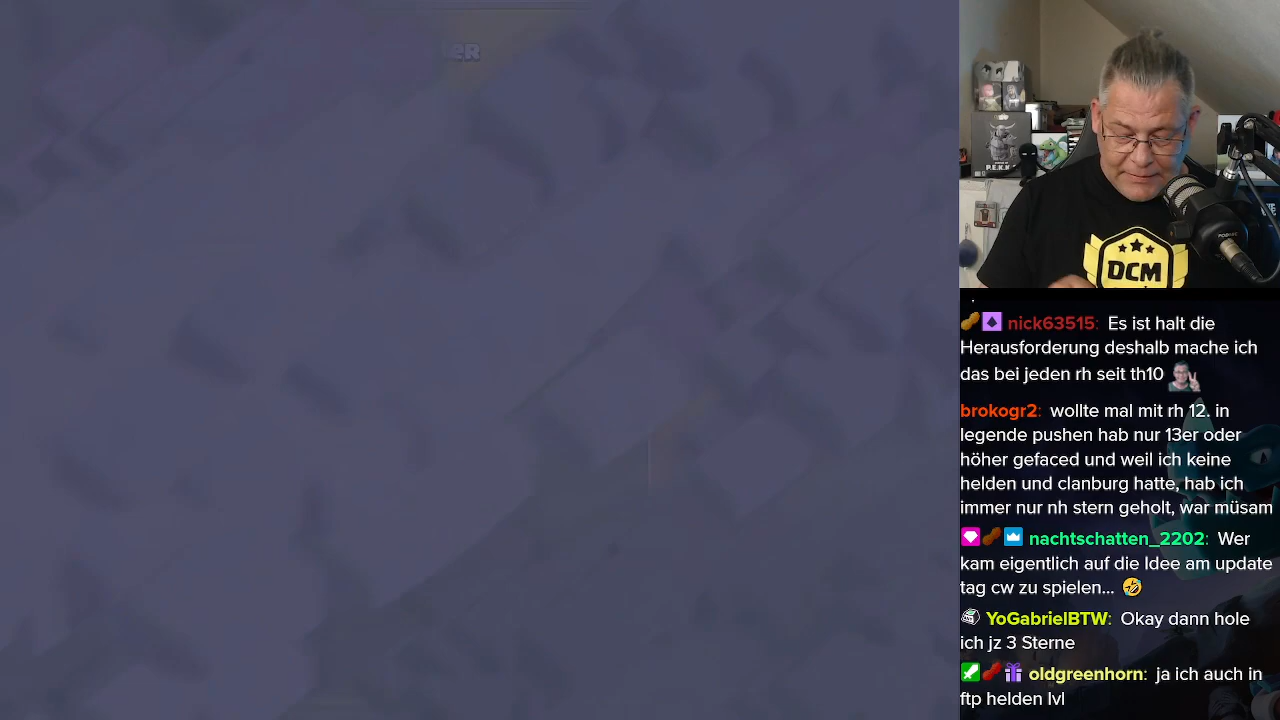 DCM
P.E.K.K
nick63515: Es ist halt die
Herausforderung deshalb mache ich
das bei jeden rh seit th10
brokogr2: wollte mal mit rh 12. in
legende pushen hab nur 13er oder
höher gefaced und weil ich keine
helden und clanburg hatte, hab ich
immer nur nh stern geholt, war müsam
nachtschatten_2202: Wer
kam eigentlich auf die Idee am update
tag cw zu spielen...
YoGabrielBTW: Okay dann hole
ich jz 3 Sterne
oldgreenhorn: ja ich auch in
ftp helden lvl